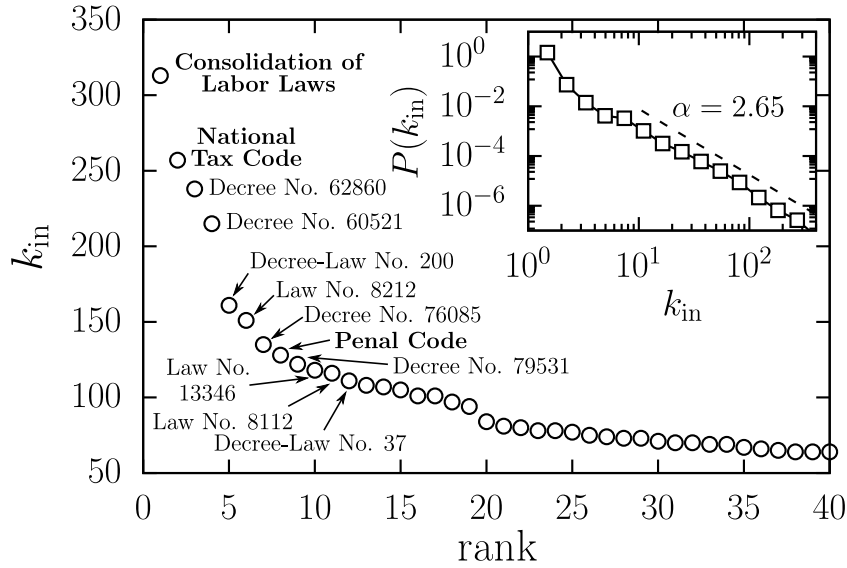 350
300
250
200
150
100
50
k_in
0
5
10
15
20
25
30
35
40
rank
Consolidation of
Labor Laws
National
Tax Code
Decree No. 62860
Decree No. 60521
Decree-Law No. 200
Law No. 8212
Decree No. 76085
Penal Code
Decree No. 79531
Law No.
13346
Law No. 8112
Decree-Law No. 37
10^0
10^-2
10^-4
10^-6
P(k_in)
α = 2.65
10^0
10^1
10^2
k_in